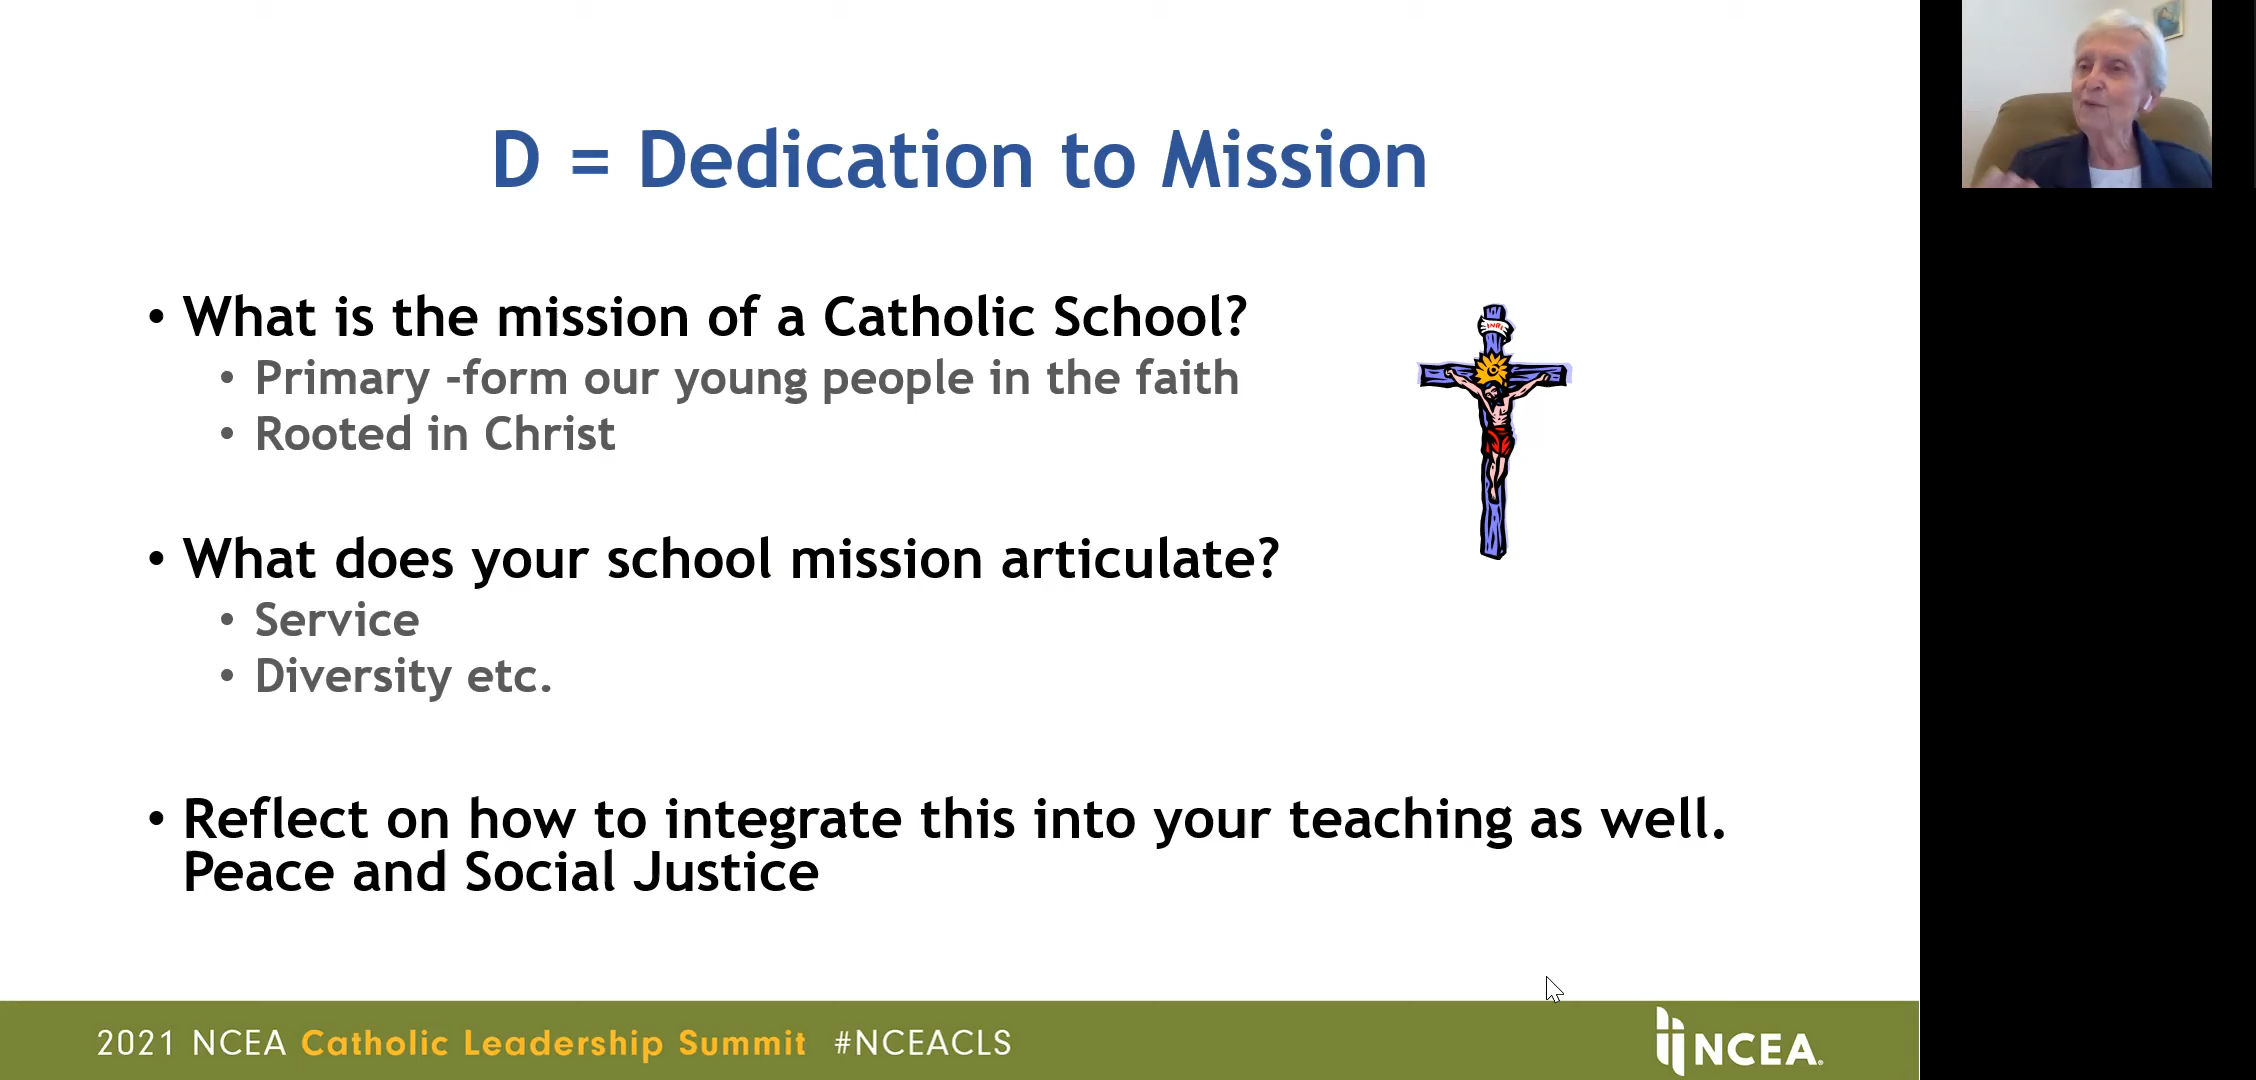 D = Dedication to Mission
• What is the mission of a Catholic School?
• Primary -form our young people in the faith
• Rooted in Christ
INRI
• What does your school mission articulate?
• Service
• Diversity etc.
• Reflect on how to integrate this into your teaching as well.
Peace and Social Justice
2021 NCEA Catholic Leadership Summit #NCEACLS
NCEA®